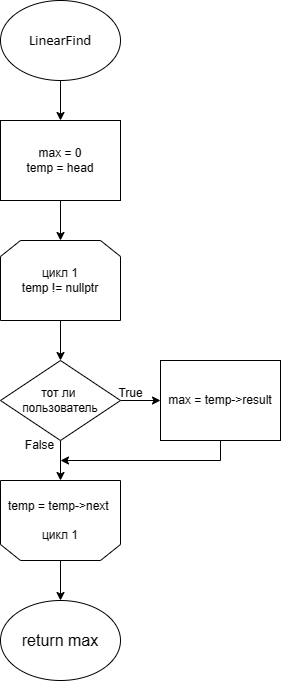 LinearFind
max = 0
temp = head
цикл 1
temp != nullptr
тот ли
пользователь
True
max = temp->result
False
temp = temp->next
цикл 1
return max